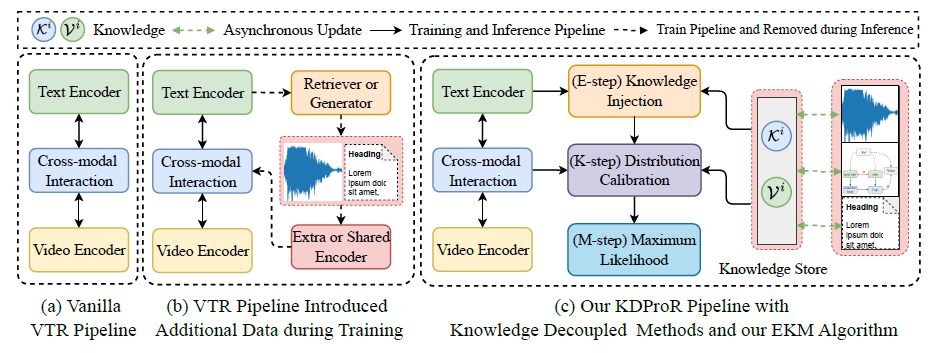 K^i V^i Knowledge Asynchronous Update Training and Inference Pipeline Train Pipeline and Removed during Inference
Text Encoder
Cross-modal
Interaction
Video Encoder
(a) Vanilla
VTR Pipeline
Text Encoder
Cross-modal
Interaction
Video Encoder
Retriever or
Generator
Heading
Lorem
ipsum dolc
sit amet,
Extra or Shared
Encoder
(b) VTR Pipeline Introduced
Additional Data during Training
Text Encoder
Cross-modal
Interaction
Video Encoder
(E-step) Knowledge
Injection
(K-step) Distribution
Calibration
(M-step) Maximum
Likelihood
K^i
V^i
Knowledge Store
Heading
Lorem
ipsum dolc
sit amet,
(c) Our KDProR Pipeline with
Knowledge Decoupled Methods and our EKM Algorithm